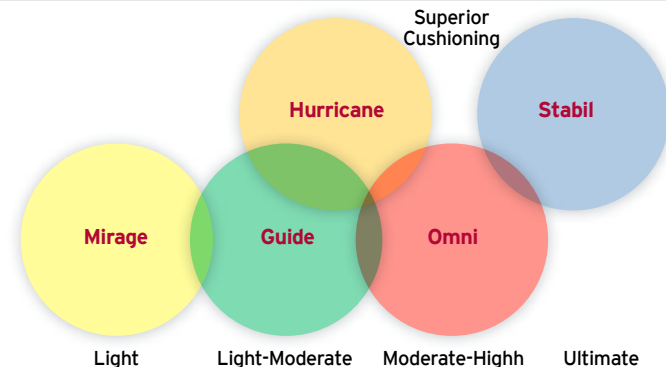 Superior
Cushioning
Hurricane
Stabil
Mirage
Guide
Omni
Light
Light-Moderate
Moderate-Highh
Ultimate